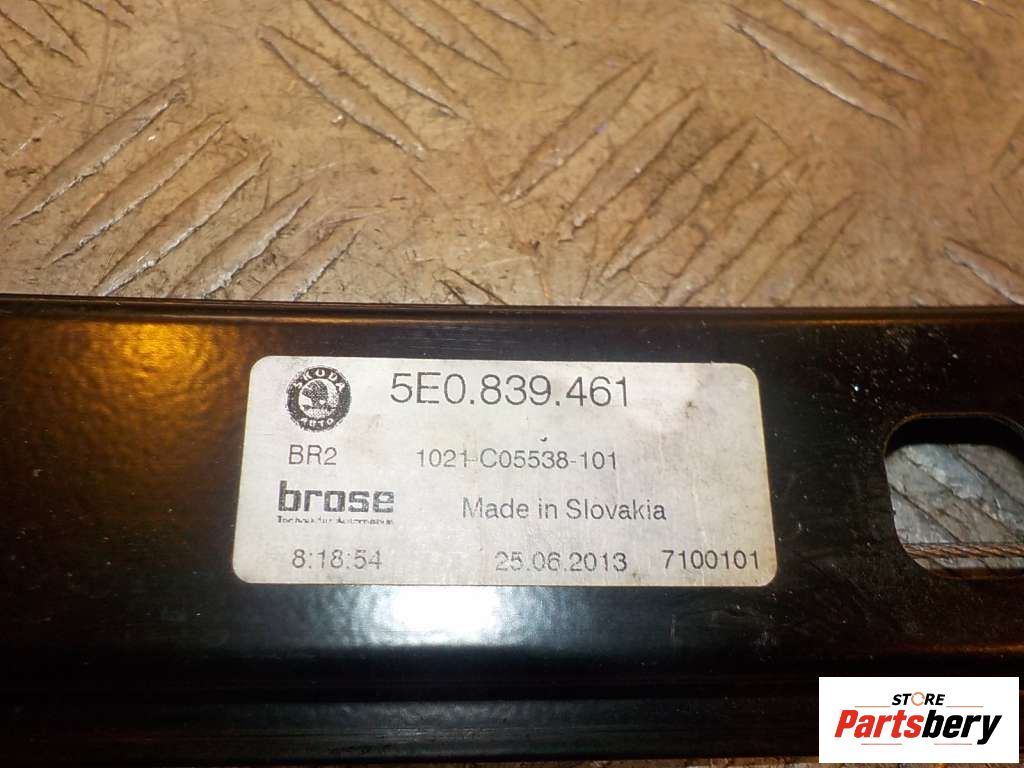 ŠKODA
AUTO
5E0.839.461
BR2 1021-C05538-101
brose
Made in Slovakia
8:18:54 25.06.2013 7100101
STORE
Partsbery